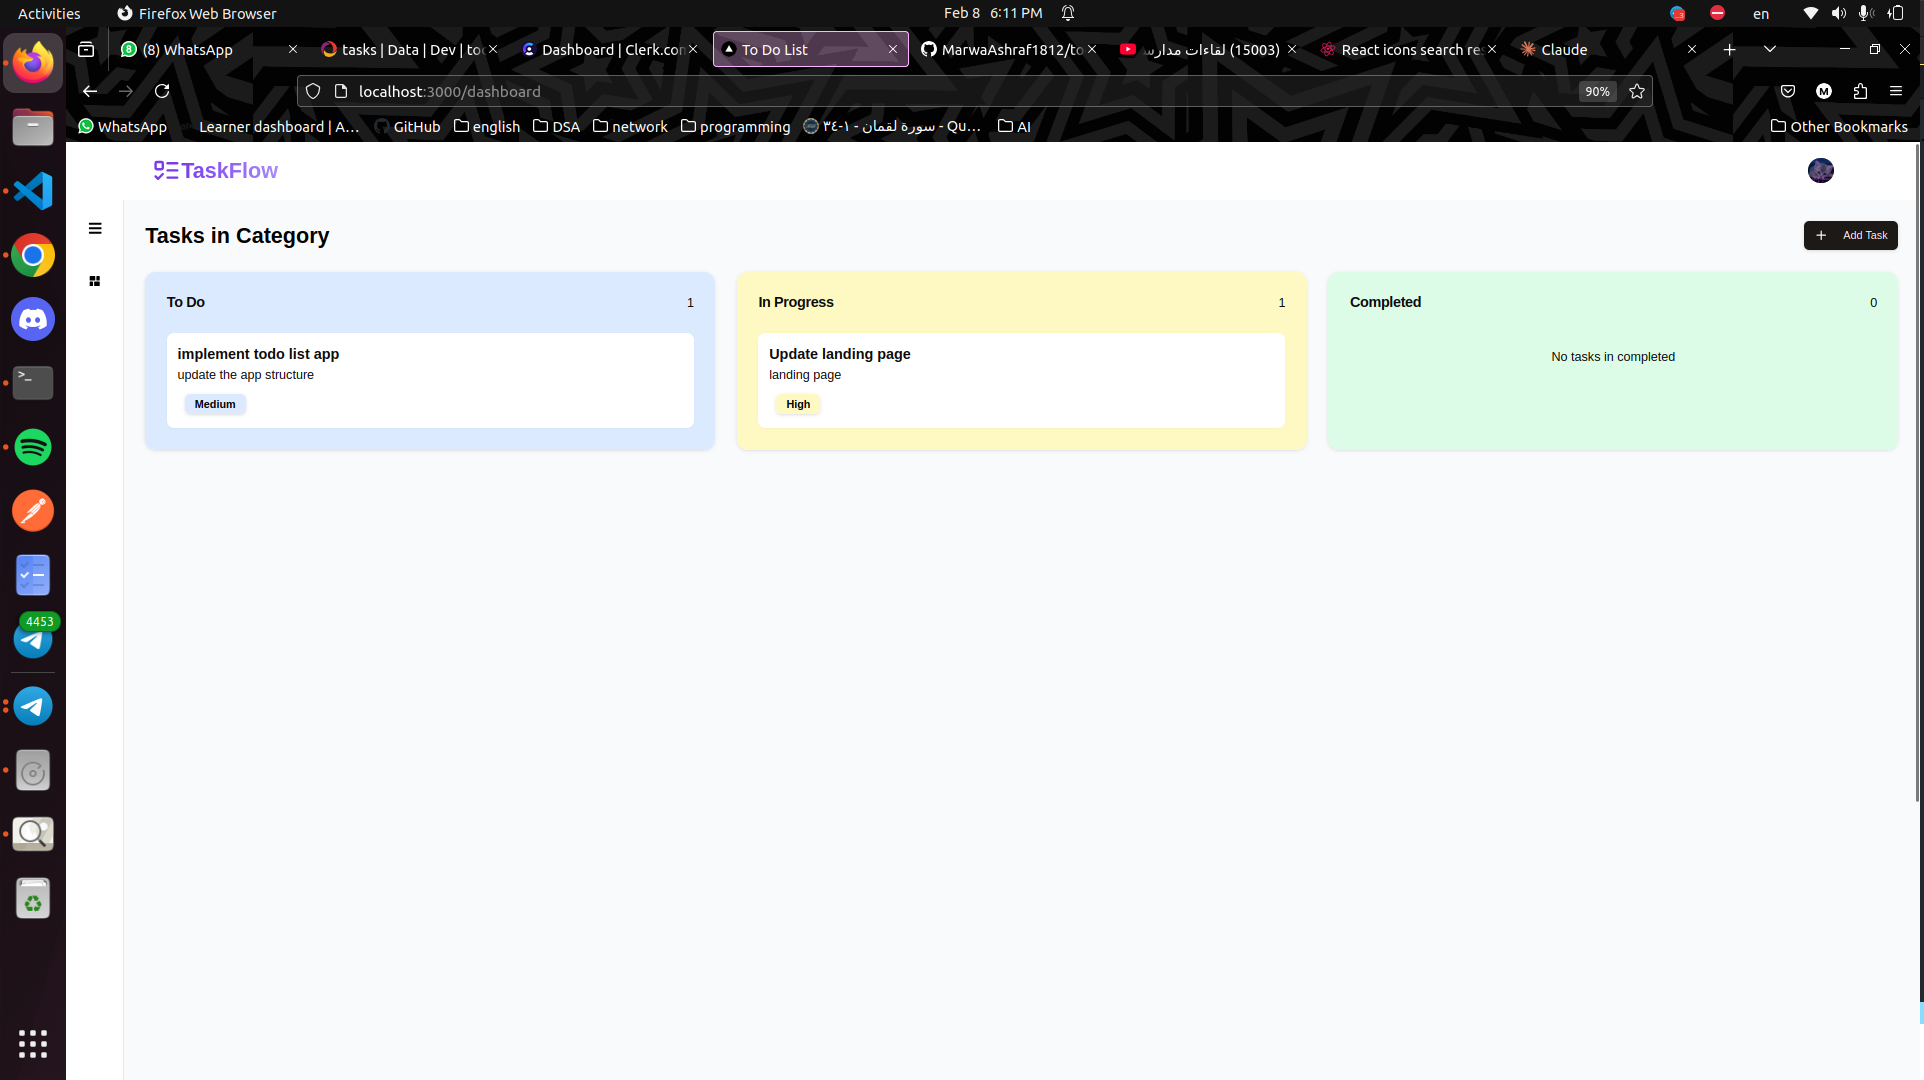 Activities
Firefox Web Browser
Feb 8 6:11 PM
en
(8) WhatsApp
tasks | Data | Dev | too
Dashboard | Clerk.con
To Do List
MarwaAshraf1812/to
(15003) لقاءات مدارس
React icons search re
Claude
localhost:3000/dashboard
90%
M
WhatsApp
Learner dashboard | A...
GitHub
english
DSA
network
programming
سورة لقمان - ١-٣٤ - Qu...
AI
Other Bookmarks
TaskFlow
Tasks in Category
Add Task
To Do
1
In Progress
1
Completed
0
implement todo list app
update the app structure
Medium
Update landing page
landing page
High
No tasks in completed
4453